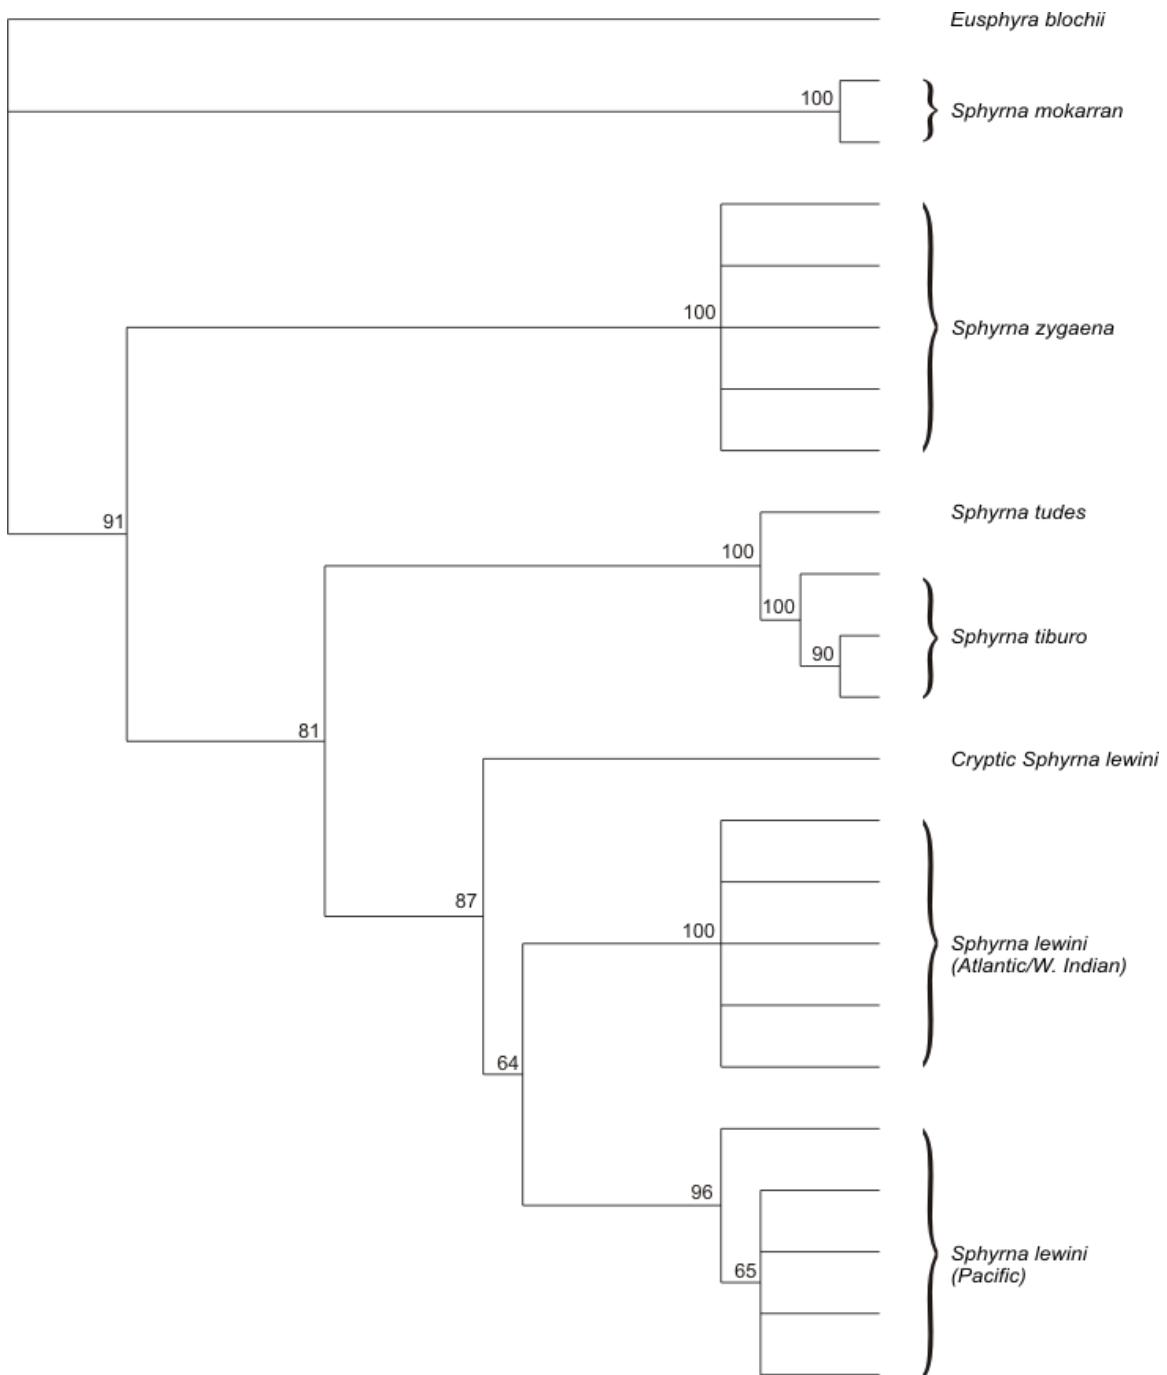 Eusphyra blochii
100
Sphyrna mokarran
100
Sphyrna zygaena
91
Sphyrna tudes
100
100
Sphyrna tiburo
90
81
Cryptic Sphyrna lewini
87
100
Sphyrna lewini
(Atlantic/W. Indian)
64
96
Sphyrna lewini
(Pacific)
65